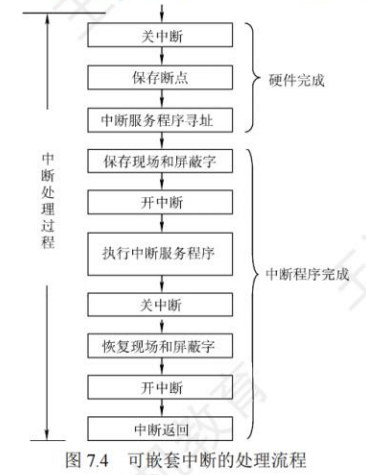 关中断
保存断点
硬件完成
中断服务程序寻址
中断处理过程
保存现场和屏蔽字
开中断
执行中断服务程序
中断程序完成
关中断
恢复现场和屏蔽字
开中断
中断返回
图 7.4 可嵌套中断的处理流程